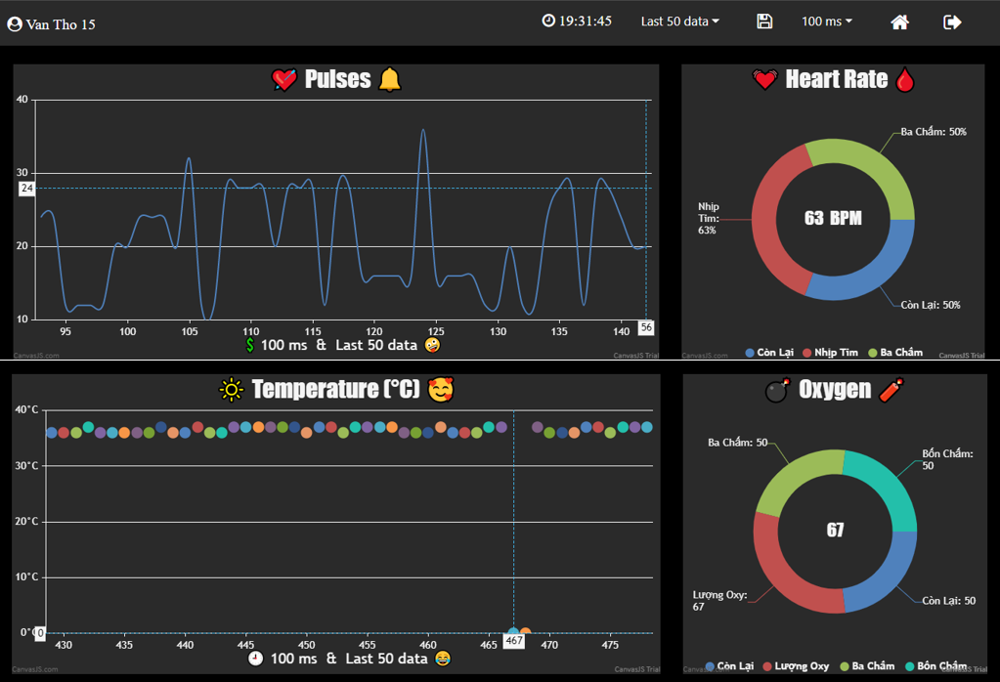 Van Tho 15
19:31:45
Last 50 data
100 ms
Pulses
40
30
24
20
10
95 100 105 110 115 120 125 130 135 140 56
100 ms & Last 50 data
CanvasJS.com
CanvasJS Trial
Heart Rate
Ba Chấm: 50%
Nhịp
Tim:
63%
63 BPM
Còn Lại: 50%
Còn Lại Nhịp Tim Ba Chấm
CanvasJS.com
CanvasJS Trial
Temperature (°C)
40°C
30°C
20°C
10°C
0°C
0
430 435 440 445 450 455 460 465 467 470 475
100 ms & Last 50 data
CanvasJS.com
CanvasJS Trial
Oxygen
Ba Chấm: 50
Bốn Chấm:
50
67
Lượng Oxy:
67
Còn Lại: 50
Còn Lại Lượng Oxy Ba Chấm Bốn Chấm
CanvasJS Trial